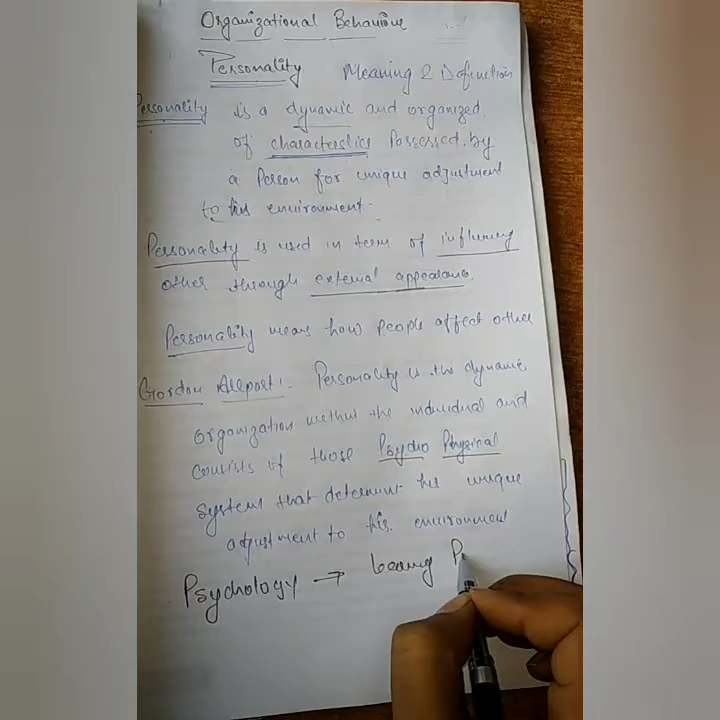 Organizational Behaviour
Personality Meaning & Definition
Personality is a dynamic and organized
of characteristics Possessed by
a Person for unique adjustment
to his environment.
Personality is used in term of influencing
other through external appearance.
Personality means how people affect other
Gordon Allport: Personality is the dynamic
organization within the individual and
consists of those Psycho Physical
system that determine his unique
adjustment to his environment
Psychology → P